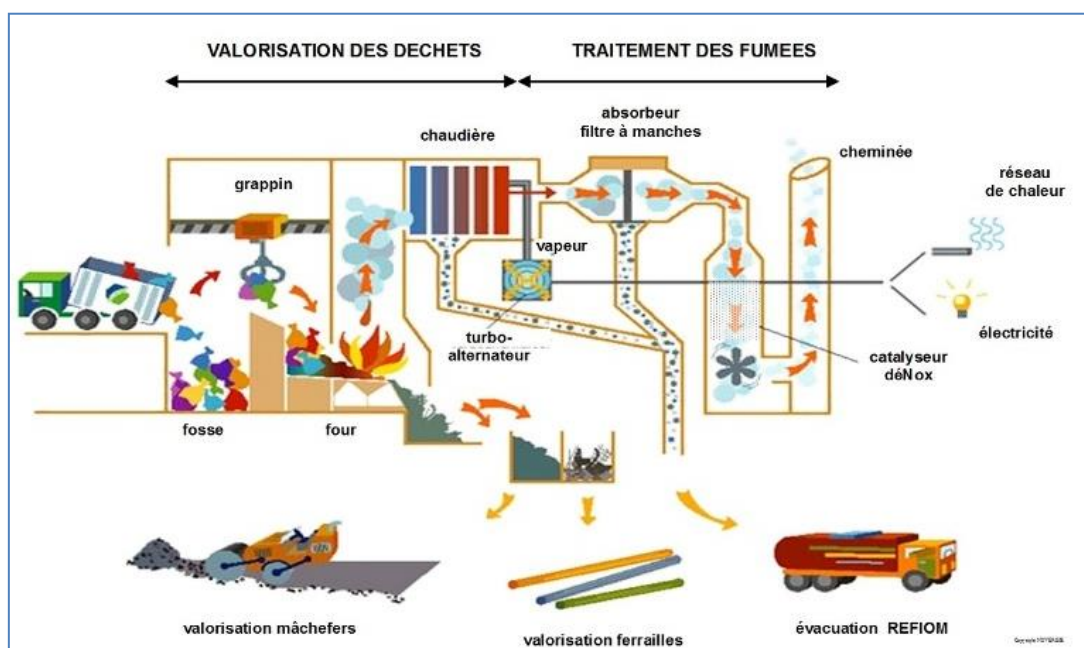 VALORISATION DES DECHETS
TRAITEMENT DES FUMEES
absorbeur
filtre à manches
chaudière
cheminée
grappin
réseau
de chaleur
vapeur
turbo-
alternateur
électricité
catalyseur
déNox
fosse
four
valorisation mâchefers
valorisation ferrailles
évacuation REFIOM